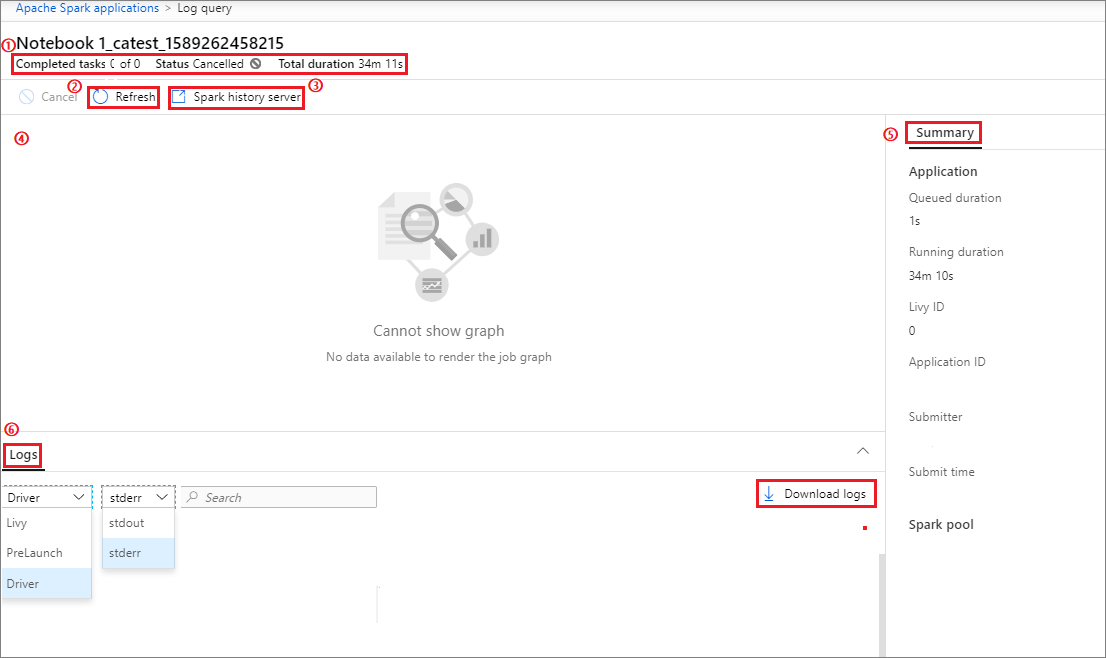 Apache Spark applications > Log query
① Notebook 1_catest_1589262458215
Completed tasks 0 of 0 Status Cancelled Total duration 34m 11s
Cancel ② Refresh Spark history server ③
④
⑤ Summary
Application
Queued duration
1s
Running duration
34m 10s
Livy ID
0
Application ID
Submitter
Submit time
Spark pool
Cannot show graph
No data available to render the job graph
⑥
Logs
Driver stderr Search Download logs
Livy stdout
PreLaunch stderr
Driver